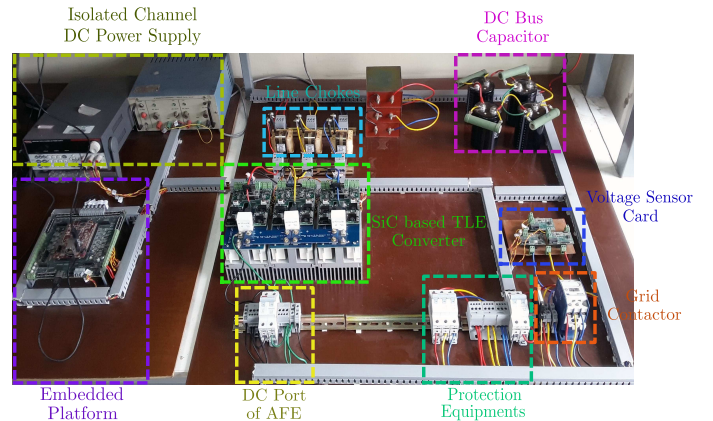 Isolated Channel
DC Power Supply
DC Bus
Capacitor
Line Chokes
Voltage Sensor
Card
SiC based TLE
Converter
Grid
Contactor
Embedded
Platform
DC Port
of AFE
Protection
Equipments